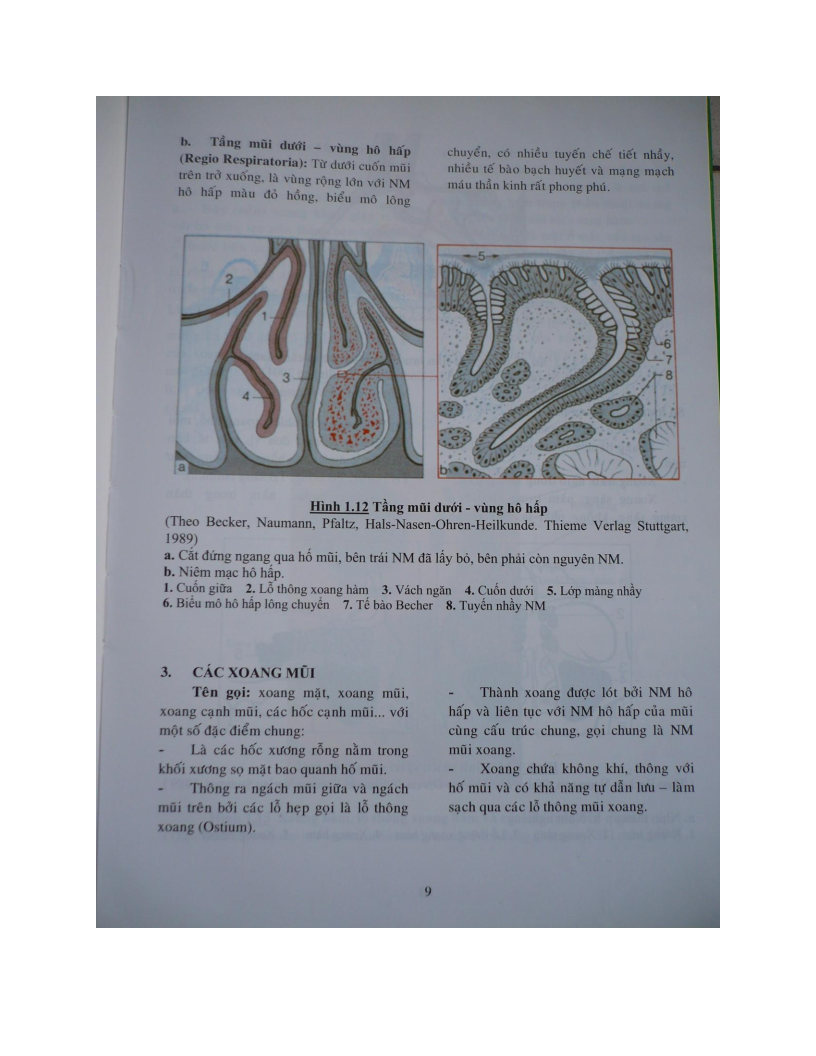 b. Tầng mũi dưới – vùng hô hấp
(Regio Respiratoria): Từ dưới cuốn mũi
trên trở xuống, là vùng rộng lớn với NM
hô hấp màu đỏ hồng, biểu mô lông
chuyển, có nhiều tuyến chế tiết nhầy,
nhiều tế bào bạch huyết và mạng mạch
máu thần kinh rất phong phú.
2
1
3
4
a
5
6
7
8
b
Hình 1.12 Tầng mũi dưới - vùng hô hấp
(Theo Becker, Naumann, Pfaltz, Hals-Nasen-Ohren-Heilkunde. Thieme Verlag Stuttgart,
1989)
a. Cắt đứng ngang qua hố mũi, bên trái NM đã lấy bỏ, bên phải còn nguyên NM.
b. Niêm mạc hô hấp.
1. Cuốn giữa 2. Lỗ thông xoang hàm 3. Vách ngăn 4. Cuốn dưới 5. Lớp màng nhầy
6. Biểu mô hô hấp lông chuyển 7. Tế bào Becher 8. Tuyến nhầy NM
3. CÁC XOANG MŨI
Tên gọi: xoang mặt, xoang mũi,
xoang cạnh mũi, các hốc cạnh mũi... với
một số đặc điểm chung:
- Là các hốc xương rỗng nằm trong
khối xương sọ mặt bao quanh hố mũi.
- Thông ra ngách mũi giữa và ngách
mũi trên bởi các lỗ hẹp gọi là lỗ thông
xoang (Ostium).
- Thành xoang được lót bởi NM hô
hấp và liên tục với NM hô hấp của mũi
cùng cấu trúc chung, gọi chung là NM
mũi xoang.
- Xoang chứa không khí, thông với
hố mũi và có khả năng tự dẫn lưu – làm
sạch qua các lỗ thông mũi xoang.
9